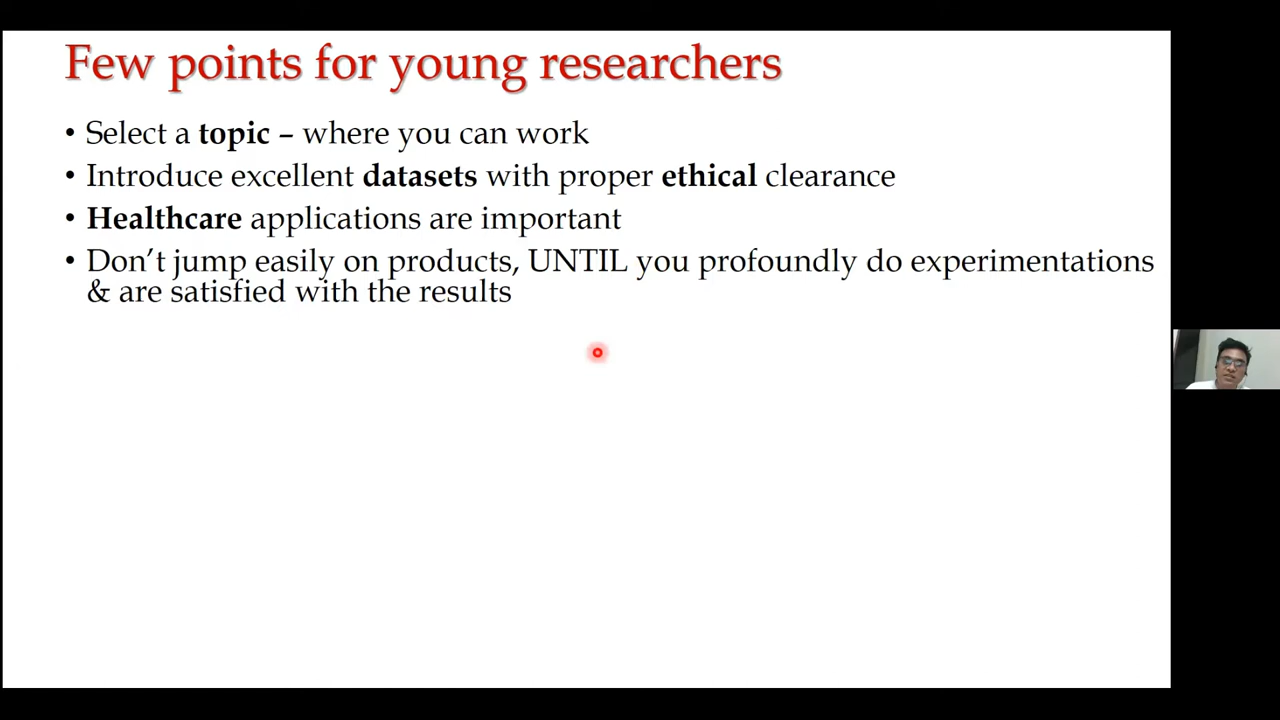 Few points for young researchers
• Select a topic – where you can work
• Introduce excellent datasets with proper ethical clearance
• Healthcare applications are important
• Don’t jump easily on products, UNTIL you profoundly do experimentations
& are satisfied with the results